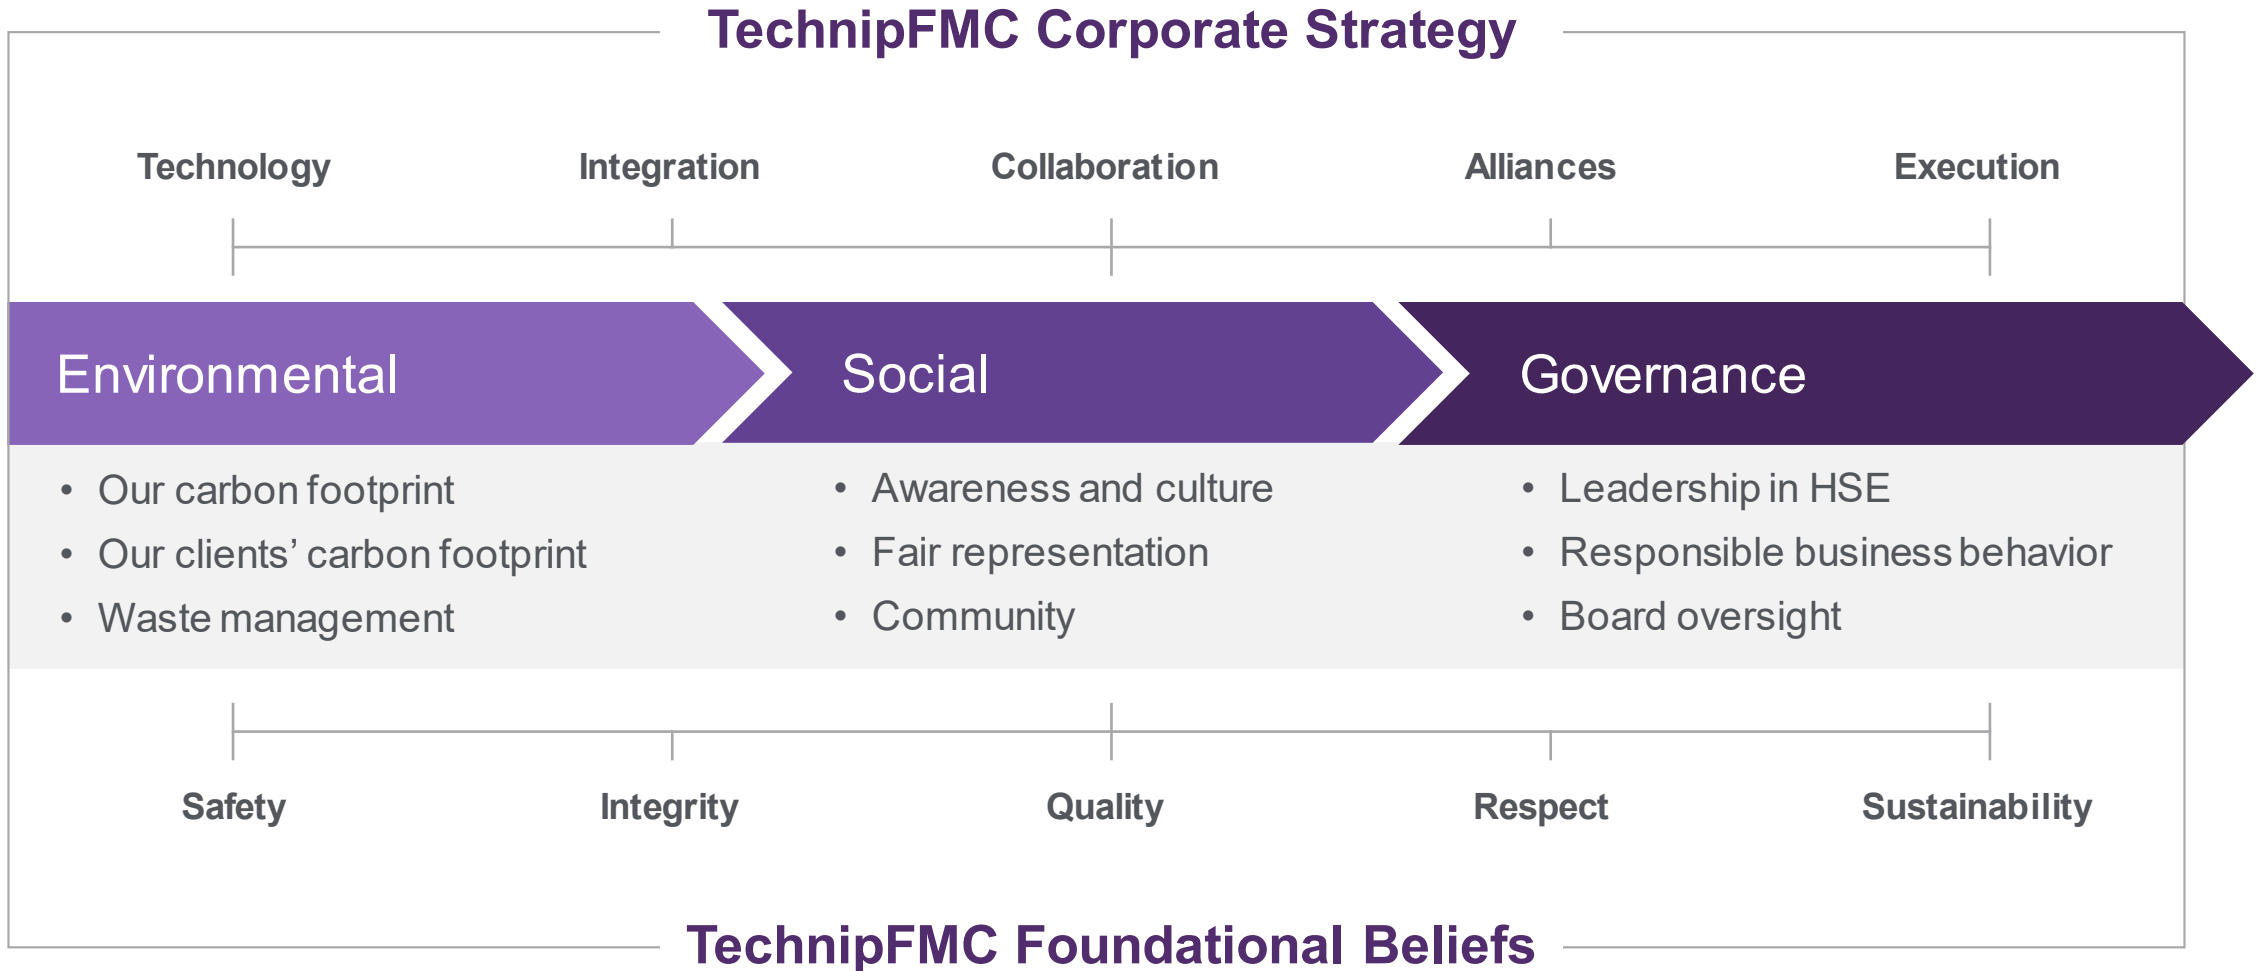 TechnipFMC Corporate Strategy
Technology
Integration
Collaboration
Alliances
Execution
Environmental
• Our carbon footprint
• Our clients’ carbon footprint
• Waste management
Social
• Awareness and culture
• Fair representation
• Community
Governance
• Leadership in HSE
• Responsible business behavior
• Board oversight
Safety
Integrity
Quality
Respect
Sustainability
TechnipFMC Foundational Beliefs